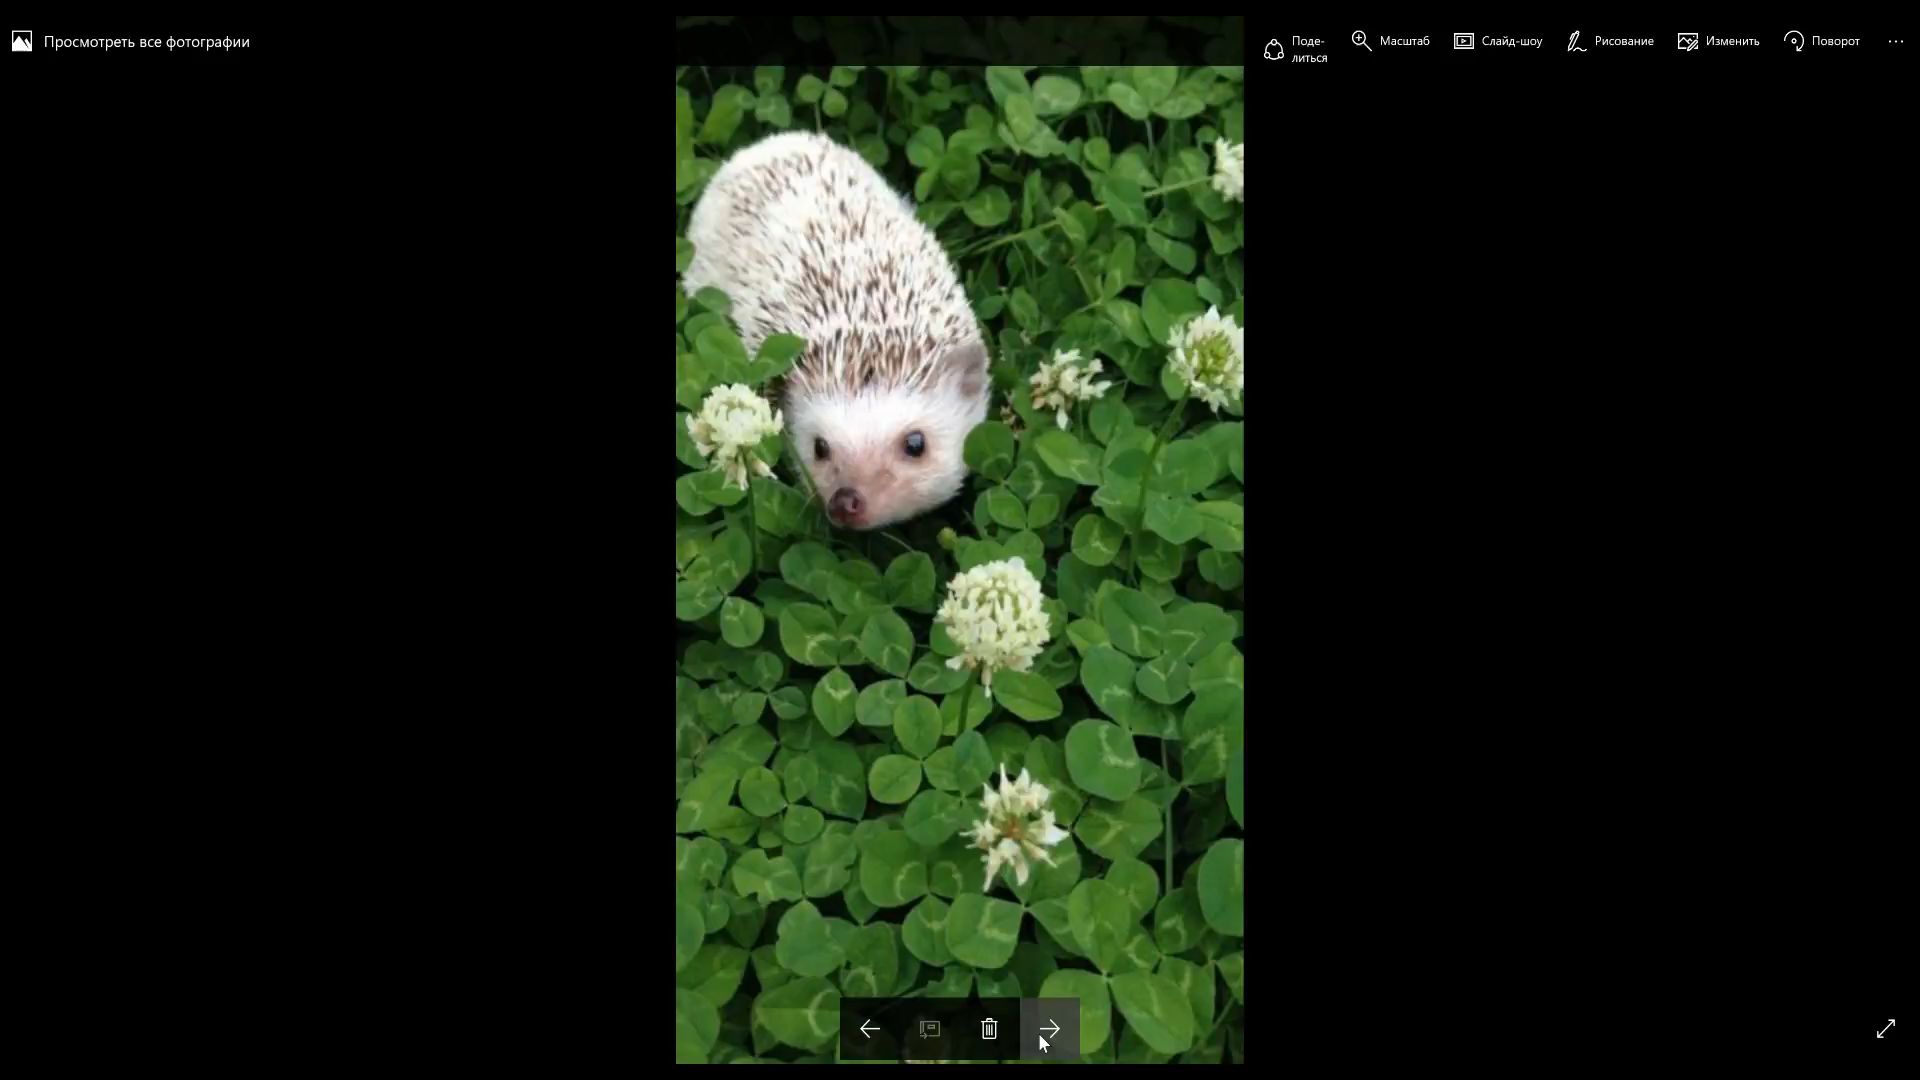 Просмотреть все фотографии
Поде-
литься
Масштаб
Слайд-шоу
Рисование
Изменить
Поворот